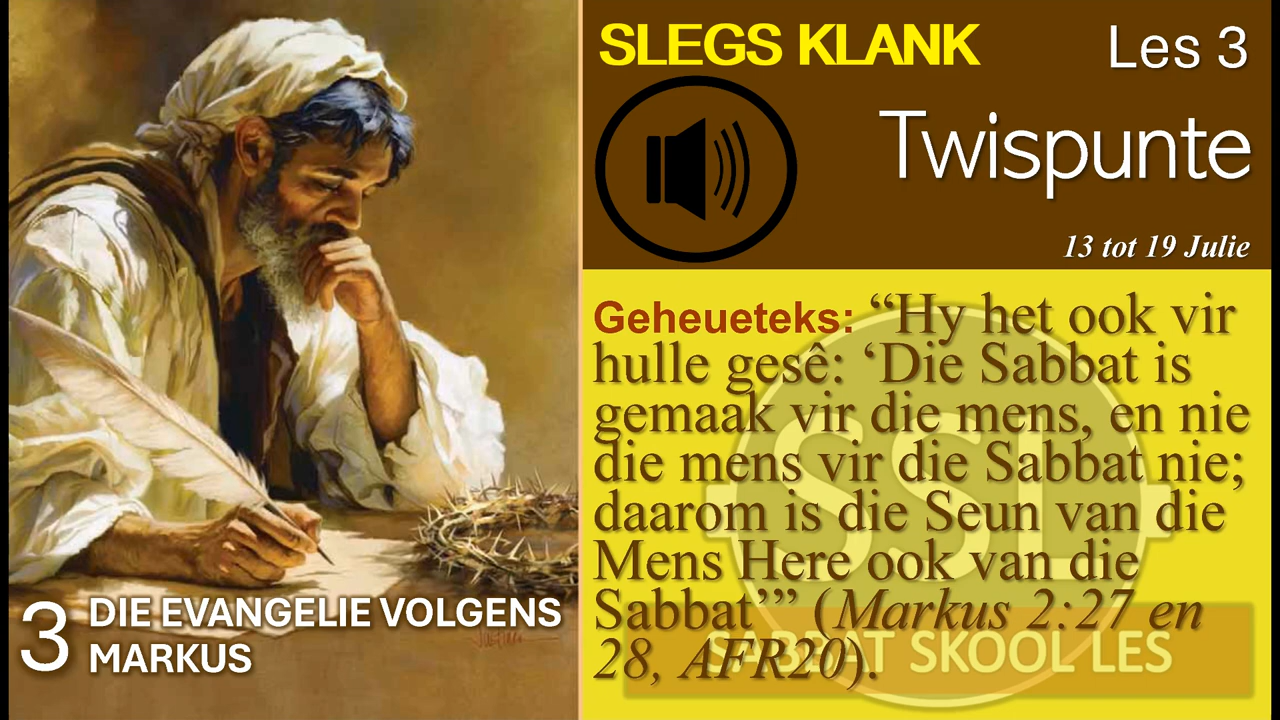 SLEGS KLANK
Les 3
Twispunte
13 tot 19 Julie
Geheueteks: “Hy het ook vir
hulle gesê: ‘Die Sabbat is
gemaak vir die mens, en nie
die mens vir die Sabbat nie;
daarom is die Seun van die
Mens Here ook van die
Sabbat’” (Markus 2:27 en
28, AFR20).
SSL
SABBAT SKOOL LES
3
DIE EVANGELIE VOLGENS
MARKUS